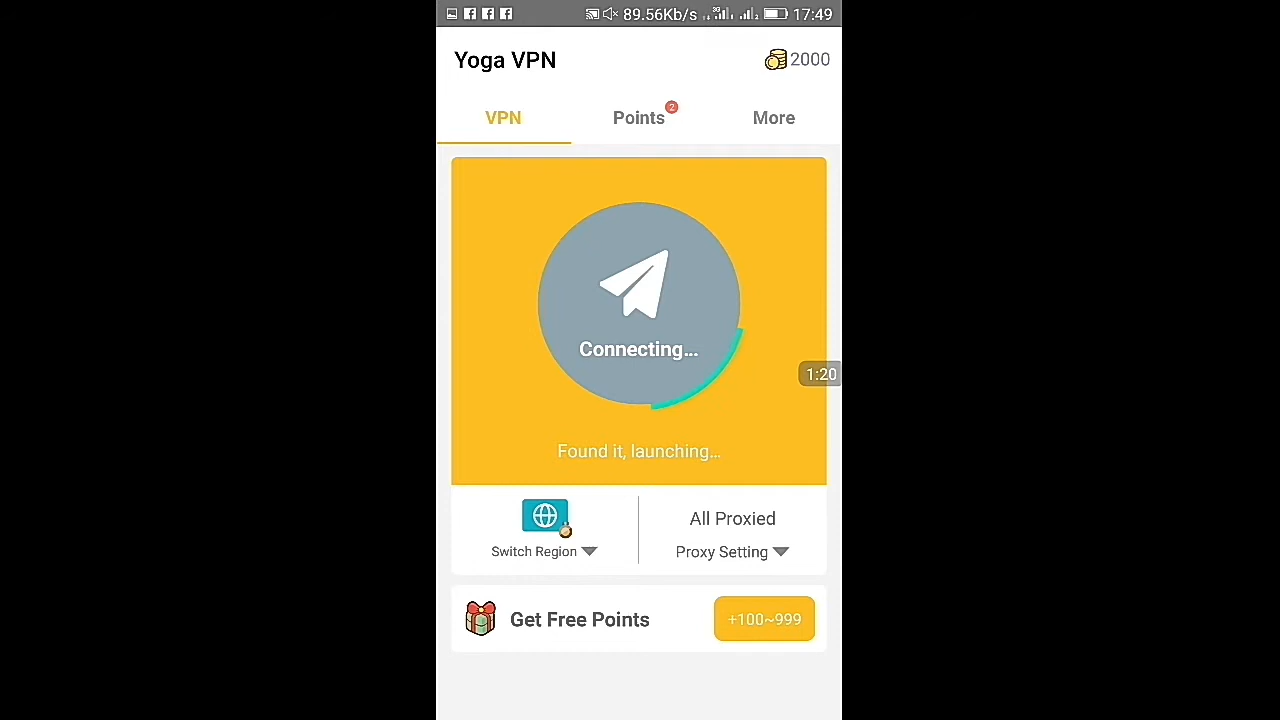 89.56Kb/s 3G 17:49
Yoga VPN 2000
VPN Points 2 More
Connecting...
1:20
Found it, launching...
All Proxied
Switch Region Proxy Setting
Get Free Points +100~999